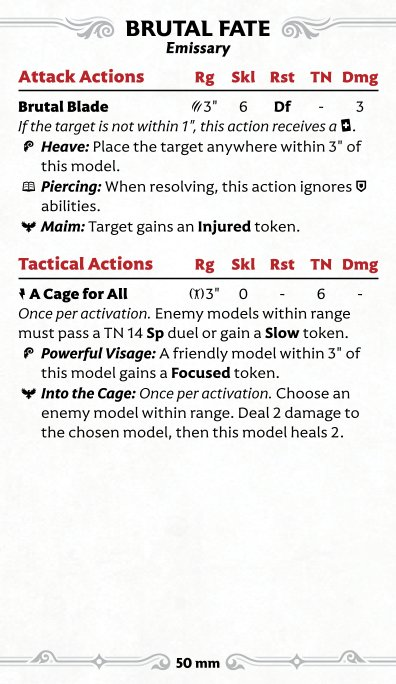 BRUTAL FATE
Emissary
Attack Actions Rg Skl Rst TN Dmg
Brutal Blade 3" 6 Df - 3
If the target is not within 1", this action receives a .
Heave: Place the target anywhere within 3" of
this model.
Piercing: When resolving, this action ignores
abilities.
Maim: Target gains an Injured token.
Tactical Actions Rg Skl Rst TN Dmg
A Cage for All 3" 0 - 6 -
Once per activation. Enemy models within range
must pass a TN 14 Sp duel or gain a Slow token.
Powerful Visage: A friendly model within 3" of
this model gains a Focused token.
Into the Cage: Once per activation. Choose an
enemy model within range. Deal 2 damage to
the chosen model, then this model heals 2.
50 mm